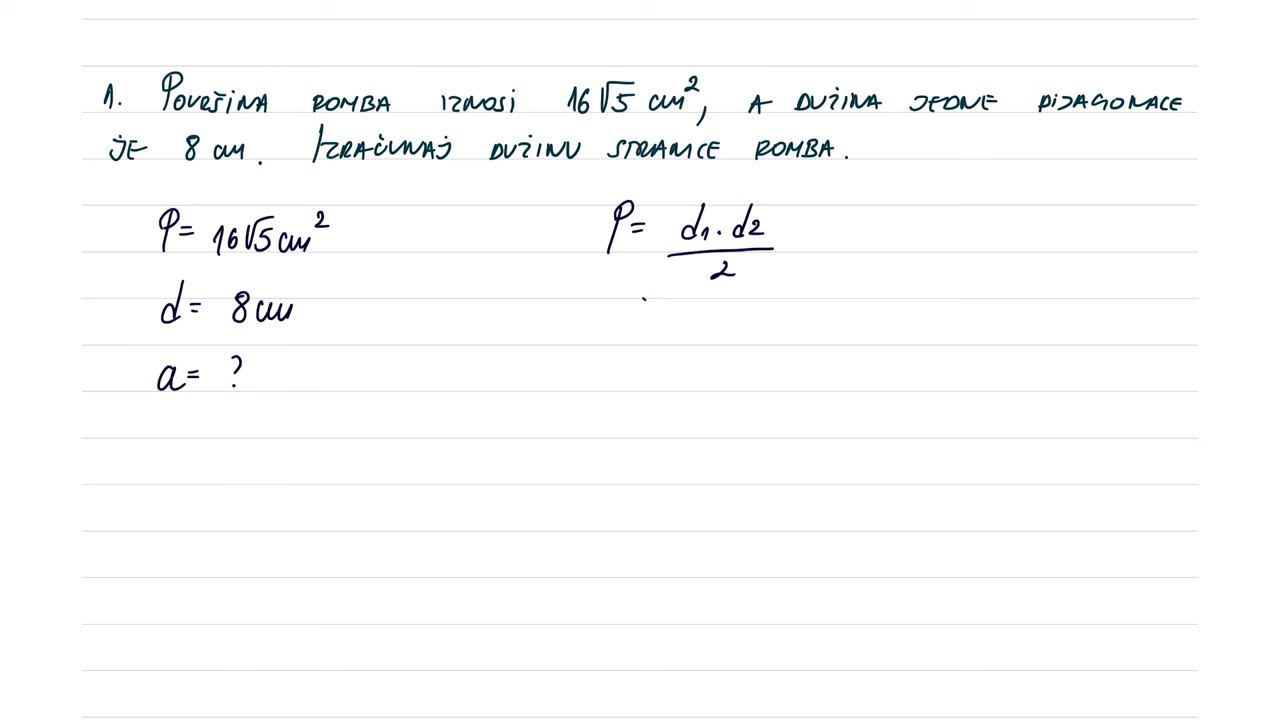 1. POVRŠINA ROMBA IZNOSI 16√5 cm², A DUŽINA JEDNE DIJAGONALE
JE 8 cm. IZRAČUNAJ DUŽINU STRANICE ROMBA.
P = 16√5 cm²
d = 8 cm
a = ?
P = d₁ · d₂ / 2